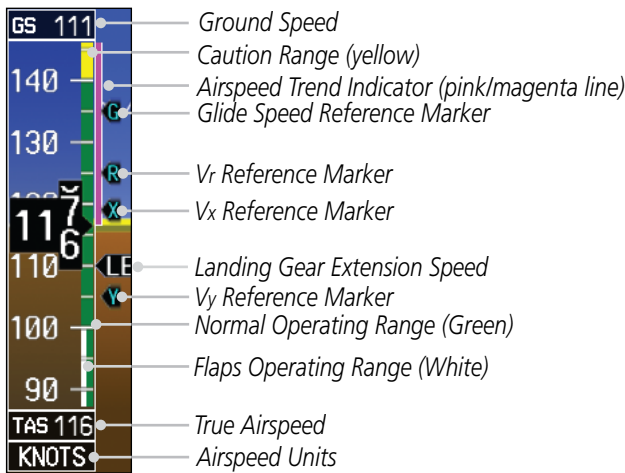 GS 111 Ground Speed
Caution Range (yellow)
140
Airspeed Trend Indicator (pink/magenta line)
G Glide Speed Reference Marker
130
R Vr Reference Marker
X Vx Reference Marker
7
11
6
110 LE Landing Gear Extension Speed
Y Vy Reference Marker
100 Normal Operating Range (Green)
Flaps Operating Range (White)
90
TAS 116 True Airspeed
KNOTS Airspeed Units